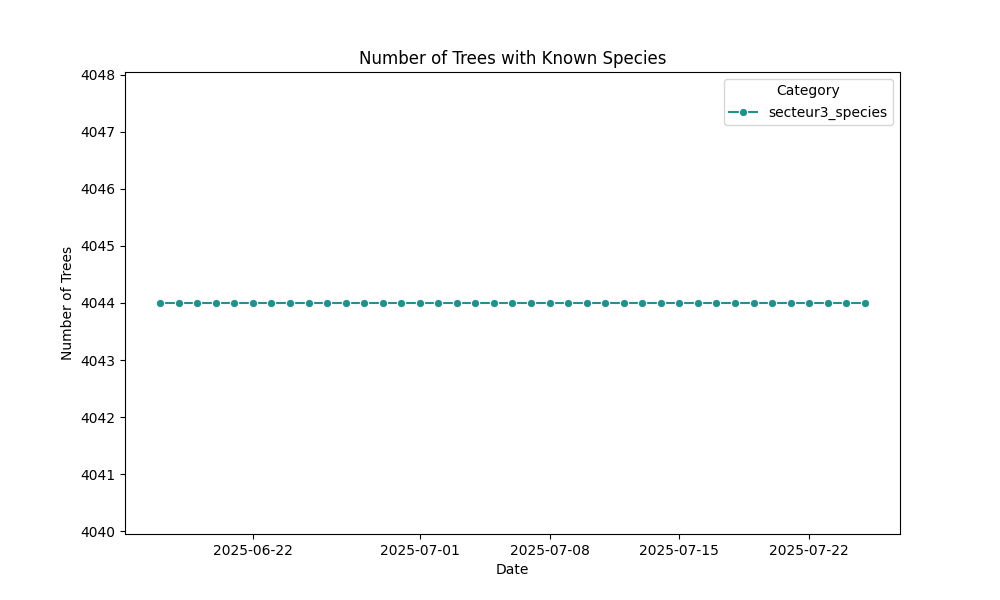 Number of Trees with Known Species
Category
secteur3_species
4048
4047
4046
4045
4044
4043
4042
4041
4040
Number of Trees
2025-06-22
2025-07-01
2025-07-08
2025-07-15
2025-07-22
Date